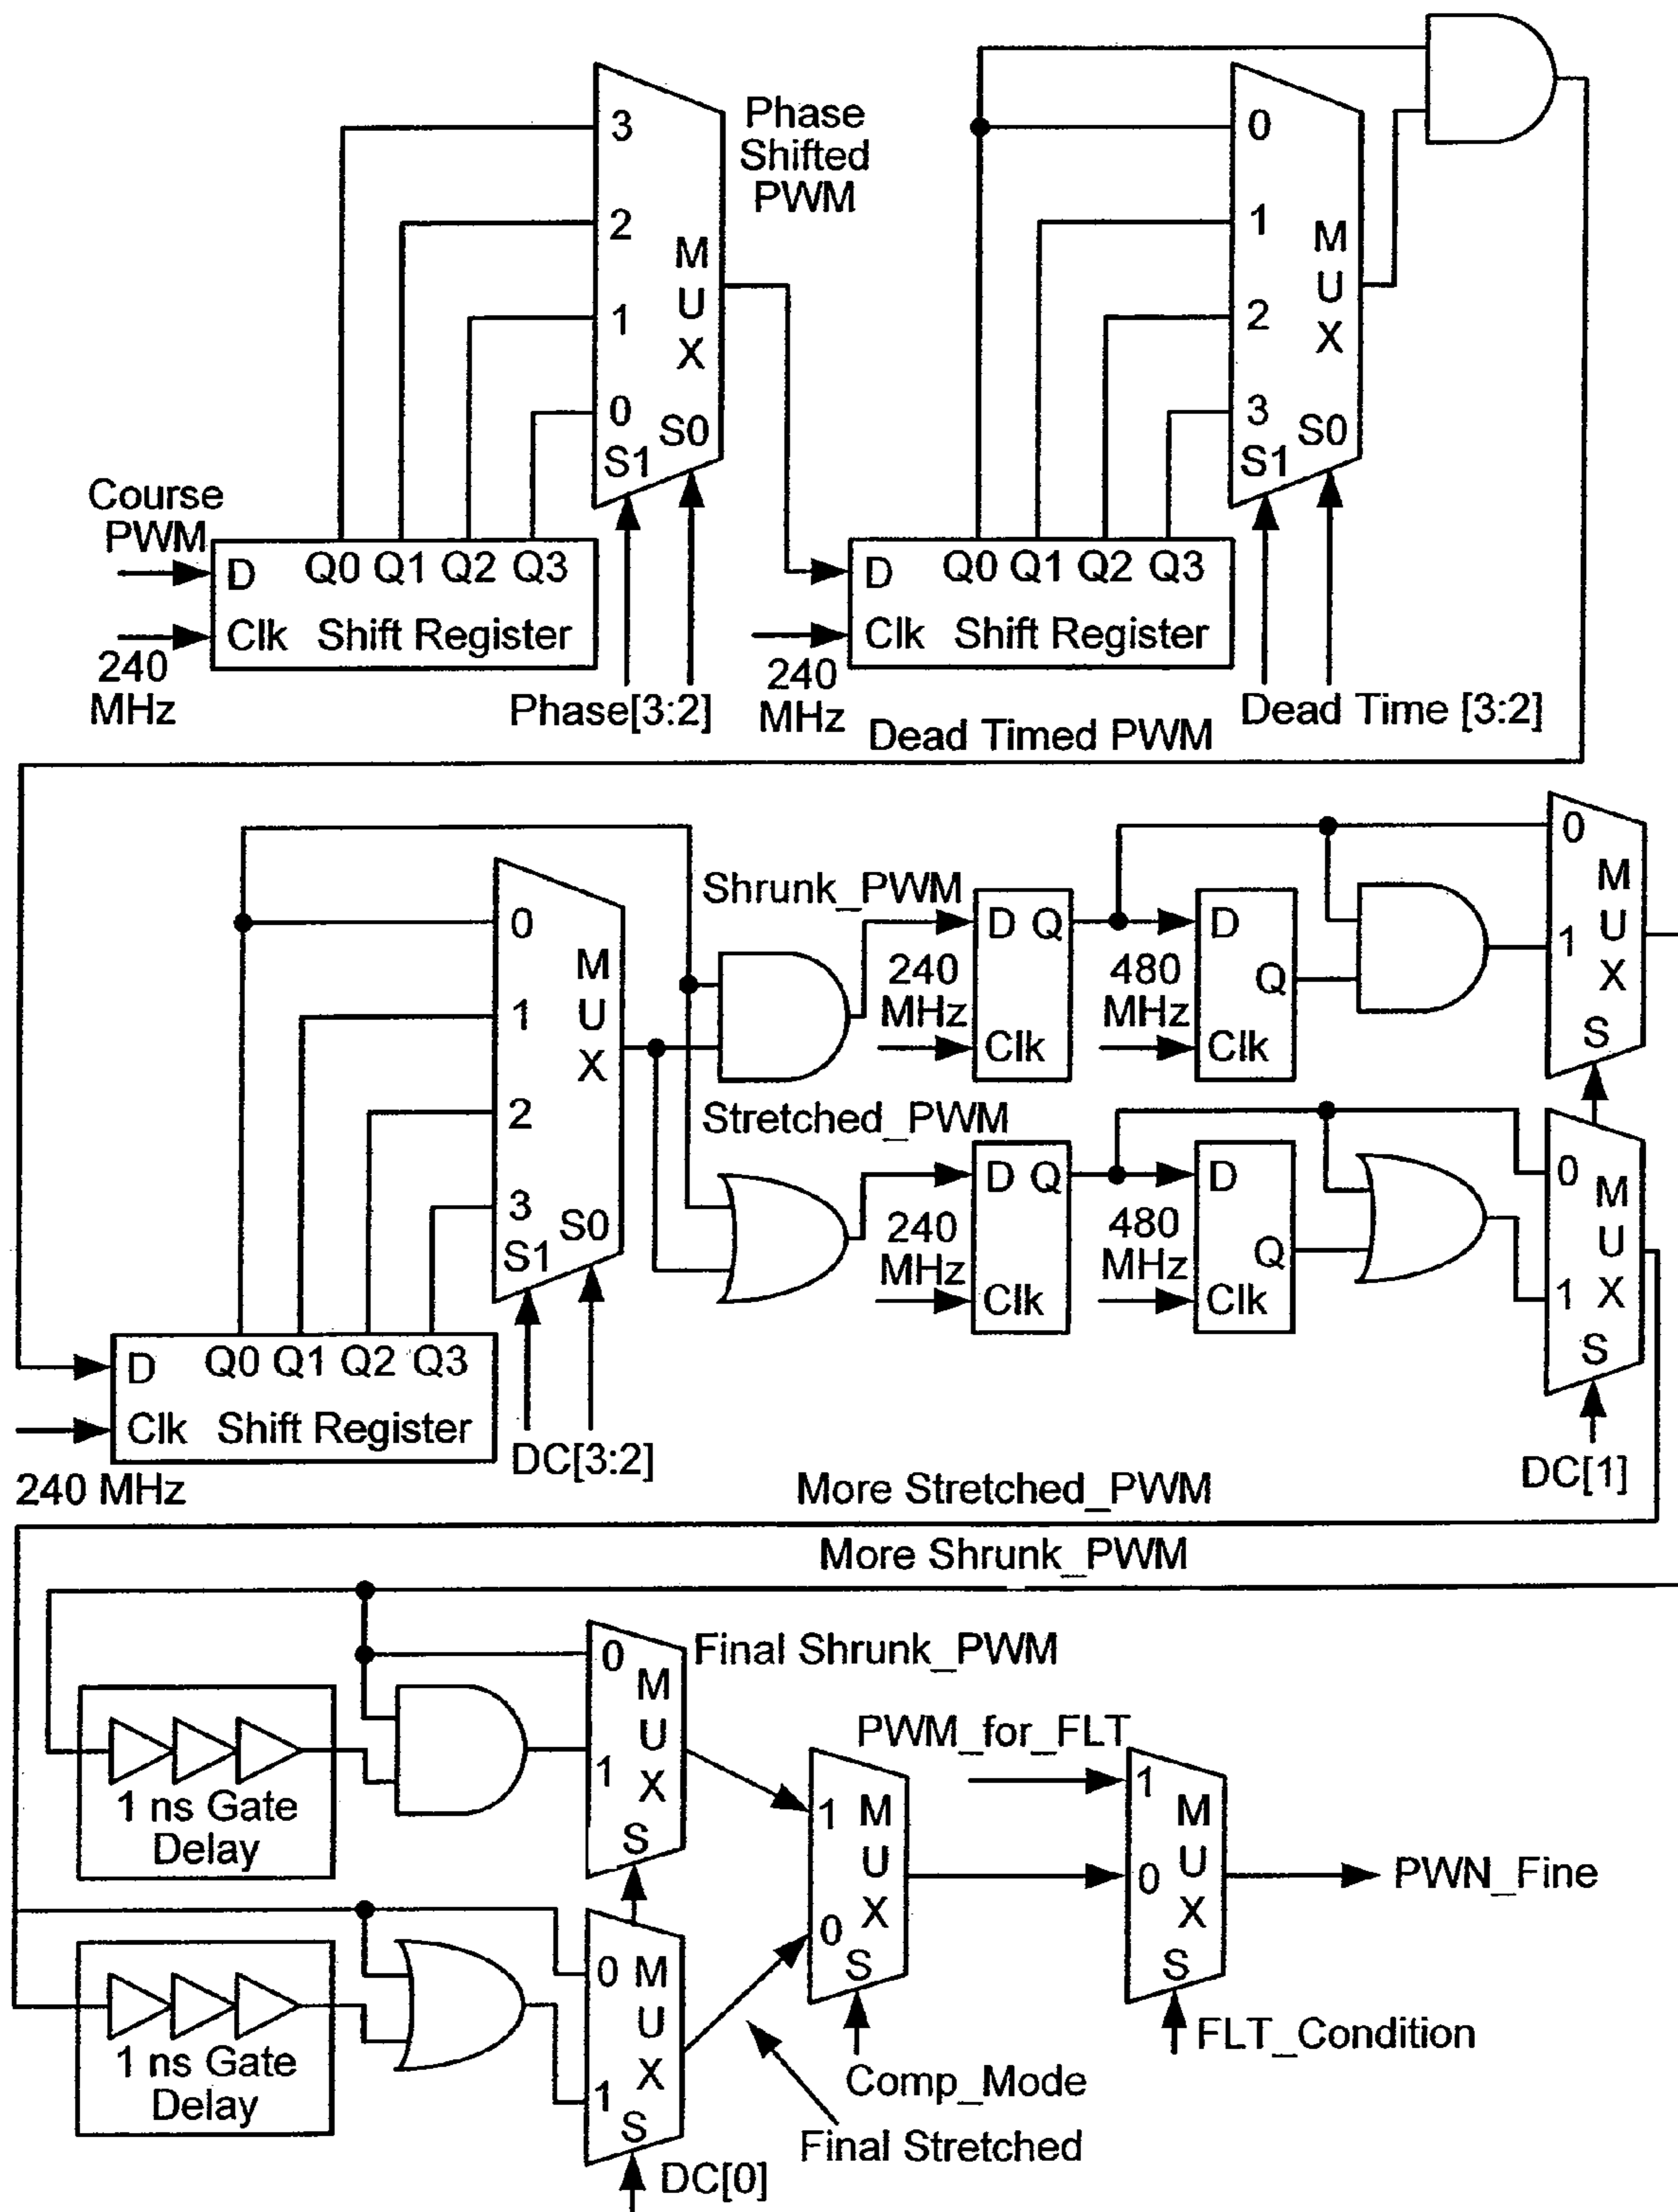 Phase
Shifted
PWM
3
2
1
0
M
U
X
S0
S1
0
1
2
3
M
U
X
S0
S1
Course
PWM
D Q0 Q1 Q2 Q3
Clk Shift Register
240
MHz
Phase[3:2]
D Q0 Q1 Q2 Q3
Clk Shift Register
240
MHz
Dead Time [3:2]
Dead Timed PWM
0
1
2
3
M
U
X
S0
S1
Shrunk_PWM
D Q
240
MHz
Clk
D
Q
480
MHz
Clk
0
1
M
U
X
S
Stretched_PWM
D Q
240
MHz
Clk
D
Q
480
MHz
Clk
0
1
M
U
X
S
D Q0 Q1 Q2 Q3
Clk Shift Register
240 MHz
DC[3:2]
DC[1]
More Stretched_PWM
More Shrunk_PWM
0
1
M
U
X
S
Final Shrunk_PWM
1 ns Gate
Delay
PWM_for_FLT
1
0
M
U
X
S
1
0
M
U
X
S
PWN_Fine
0
1
M
U
X
S
1 ns Gate
Delay
FLT_Condition
Comp_Mode
Final Stretched
DC[0]